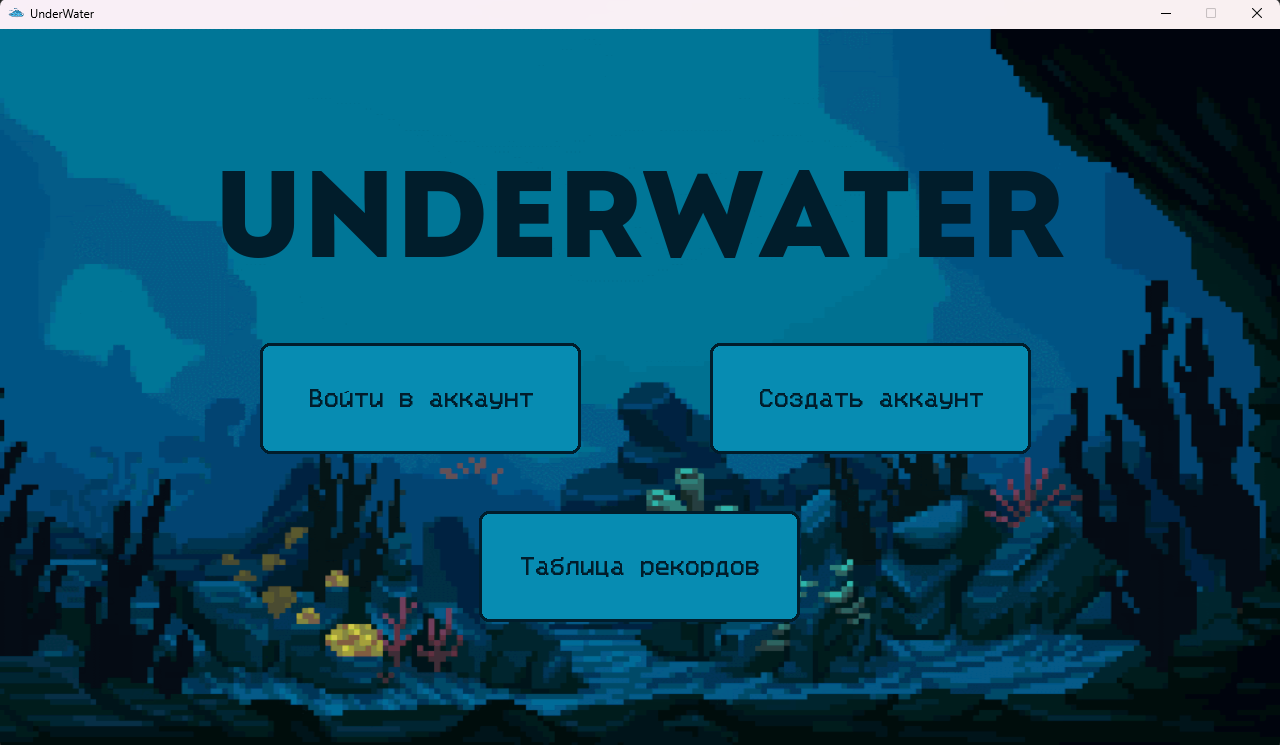 UnderWater
UNDERWATER
Войти в аккаунт
Создать аккаунт
Таблица рекордов